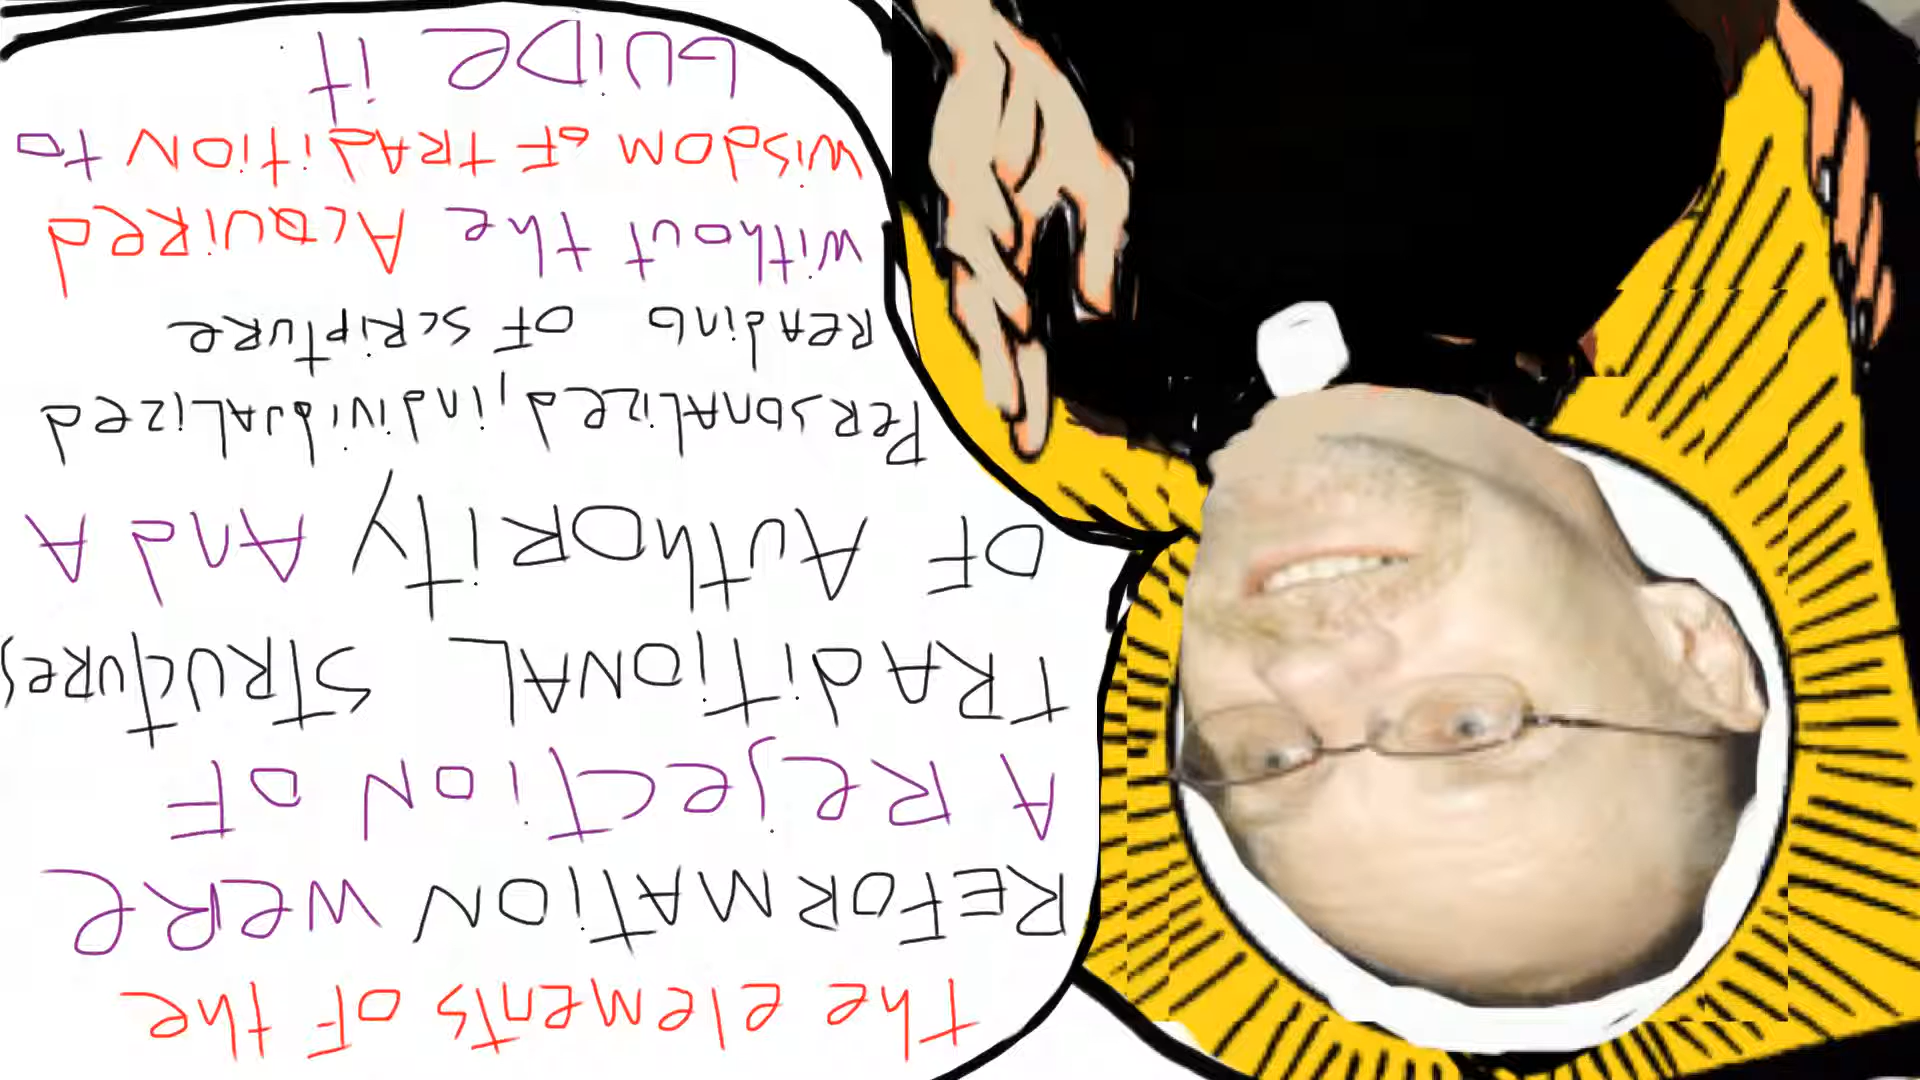 the elements of the
REFORMATION WERE
A REJECTION OF
TRADITIONAL STRUCTURES
OF AUTHORITY And A
PERSONALIZED, individuALIZED
READING OF SCRIPTURE
without the ACQUIRED
WISDOM OF TRADITION to
GUIDE IT